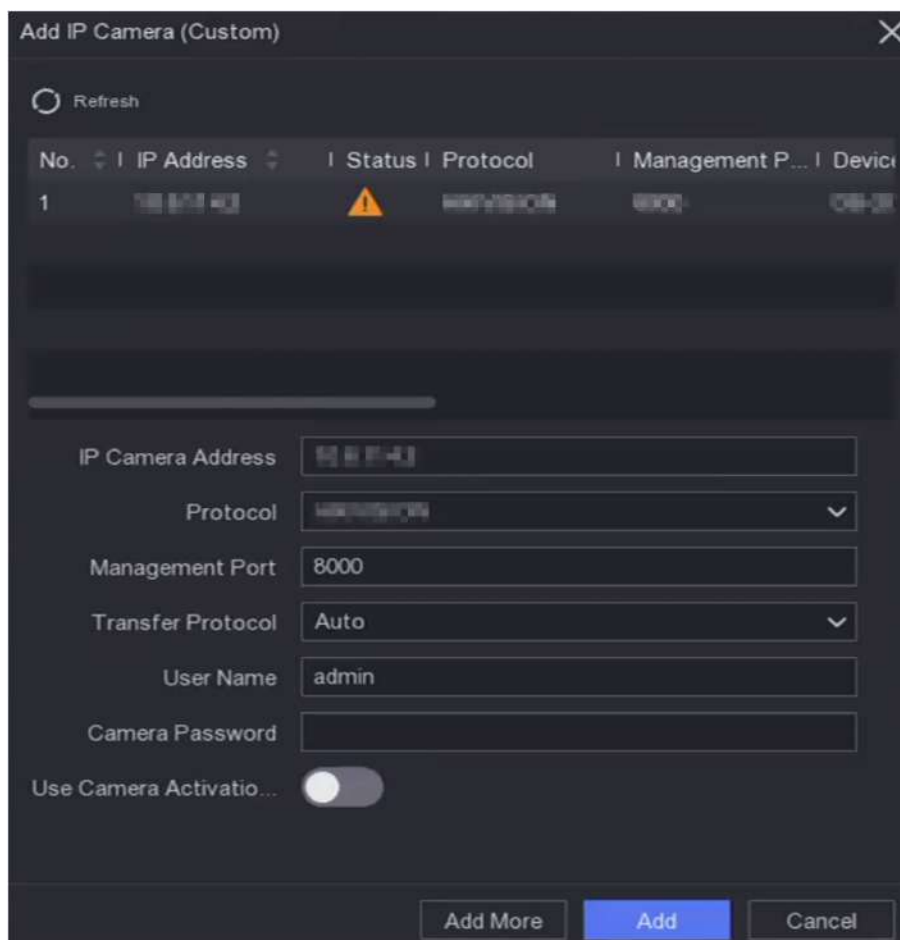 Add IP Camera (Custom)
Refresh
No. IP Address Status Protocol Management P... Device
1
IP Camera Address
Protocol
Management Port 8000
Transfer Protocol Auto
User Name admin
Camera Password
Use Camera Activatio...
Add More Add Cancel